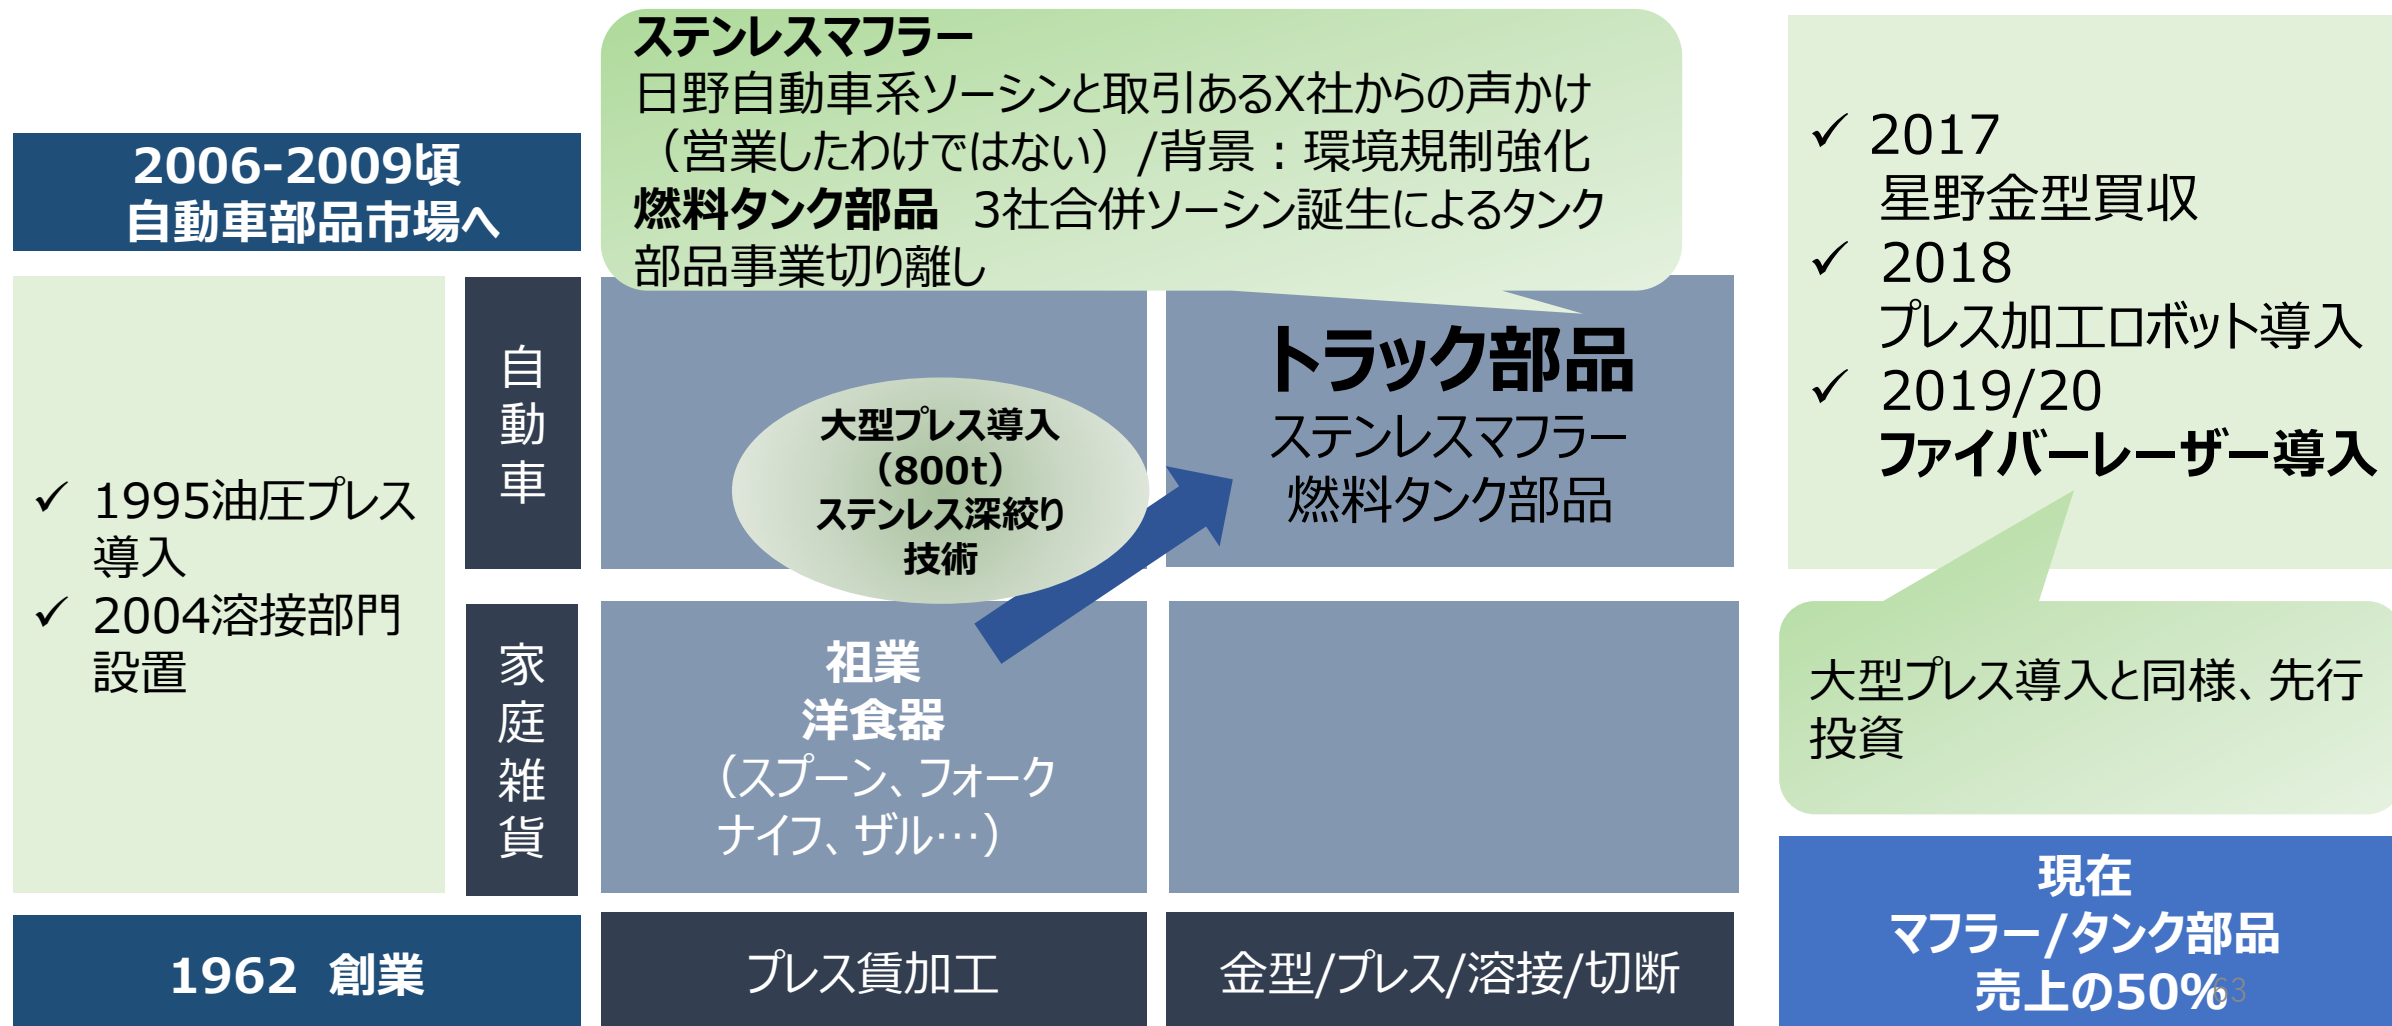 ステンレスマフラー
日野自動車系ソーシンと取引あるX社からの声かけ
（営業したわけではない）/背景：環境規制強化
燃料タンク部品　3社合併ソーシン誕生によるタンク
部品事業切り離し
2006-2009頃
自動車部品市場へ
✓ 1995油圧プレス
導入
✓ 2004溶接部門
設置
自
動
車
家
庭
雑
貨
大型プレス導入
（800t）
ステンレス深絞り
技術
トラック部品
ステンレスマフラー
燃料タンク部品
祖業
洋食器
（スプーン、フォーク
ナイフ、ザル…）
1962 創業
プレス賃加工
金型/プレス/溶接/切断
✓ 2017
星野金型買収
✓ 2018
プレス加工ロボット導入
✓ 2019/20
ファイバーレーザー導入
大型プレス導入と同様、先行
投資
現在
マフラー/タンク部品
売上の50%
63